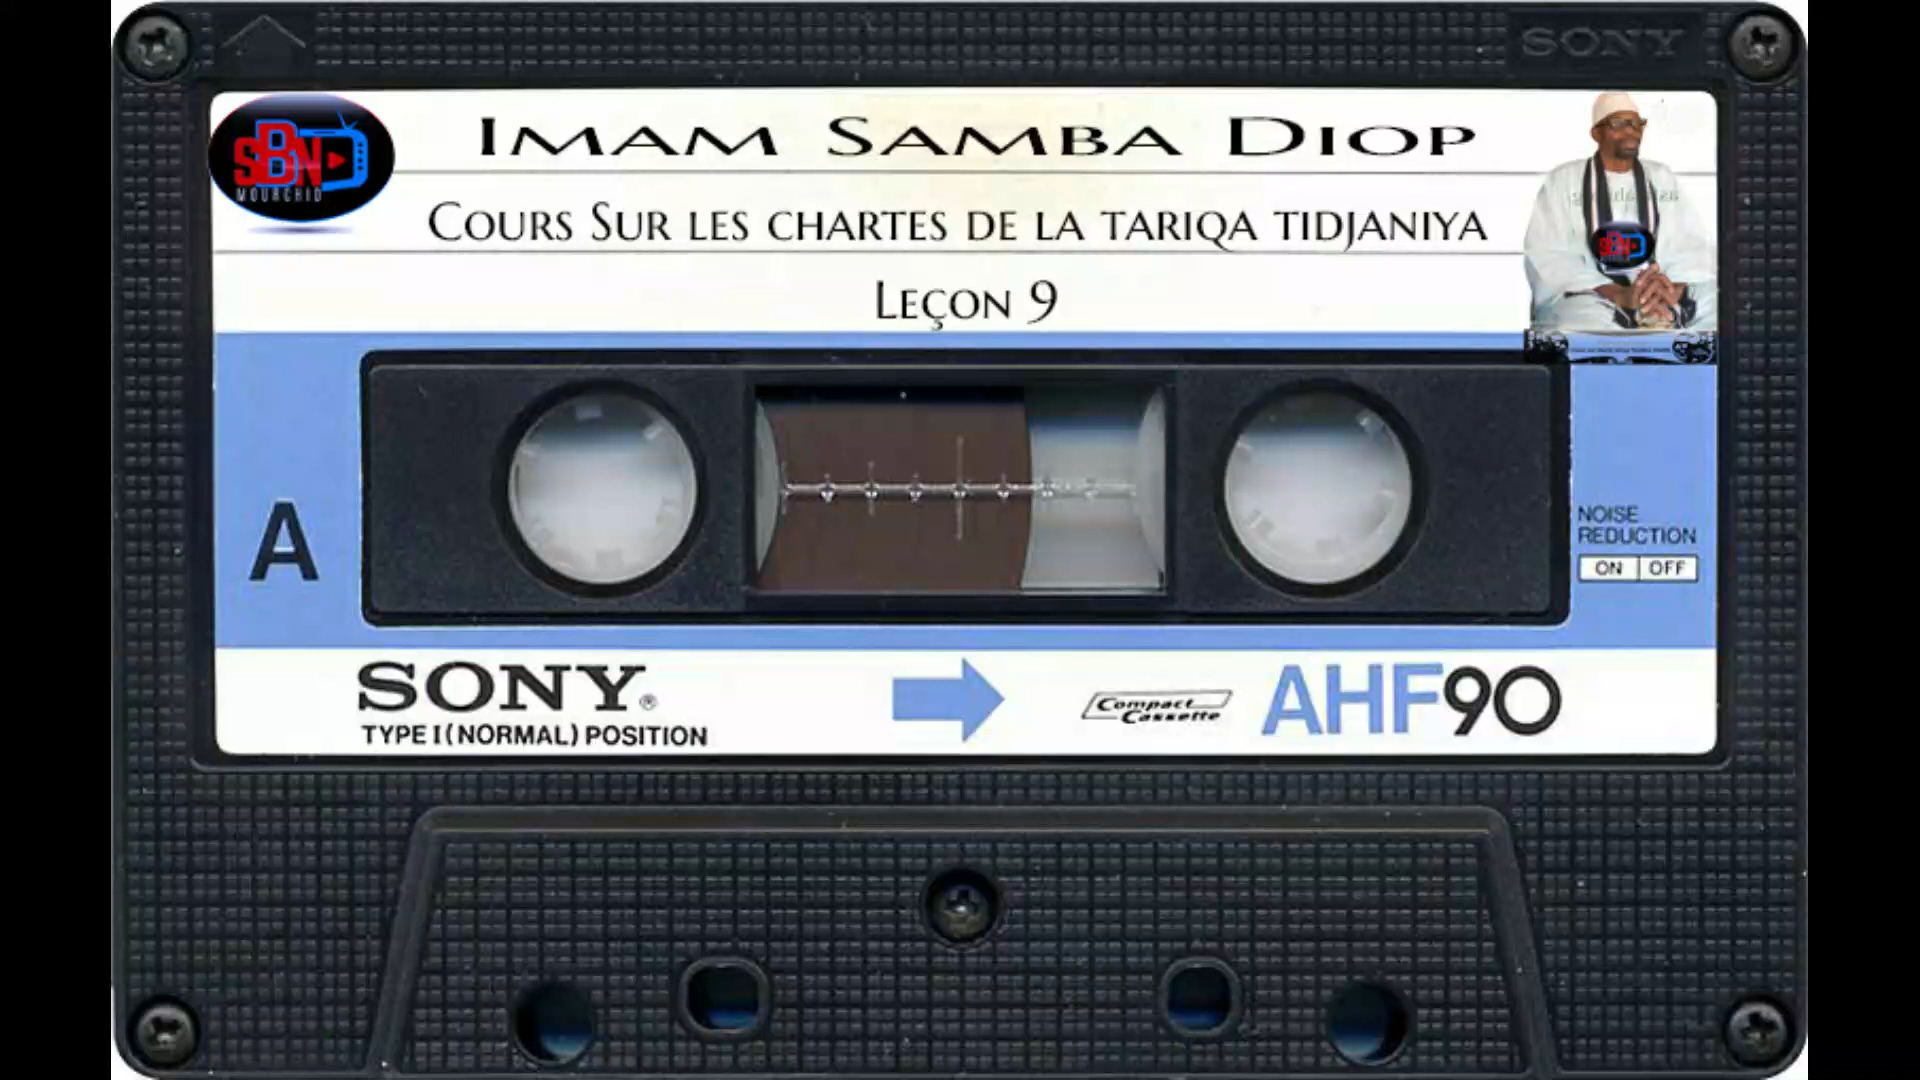 SONY
SBN
MOURCHID
IMAM SAMBA DIOP
COURS SUR LES CHARTES DE LA TARIQA TIDJANIYA
LEÇON 9
A
NOISE
REDUCTION
ON OFF
SONY®
TYPE I (NORMAL) POSITION
Compact
Cassette
AHF90